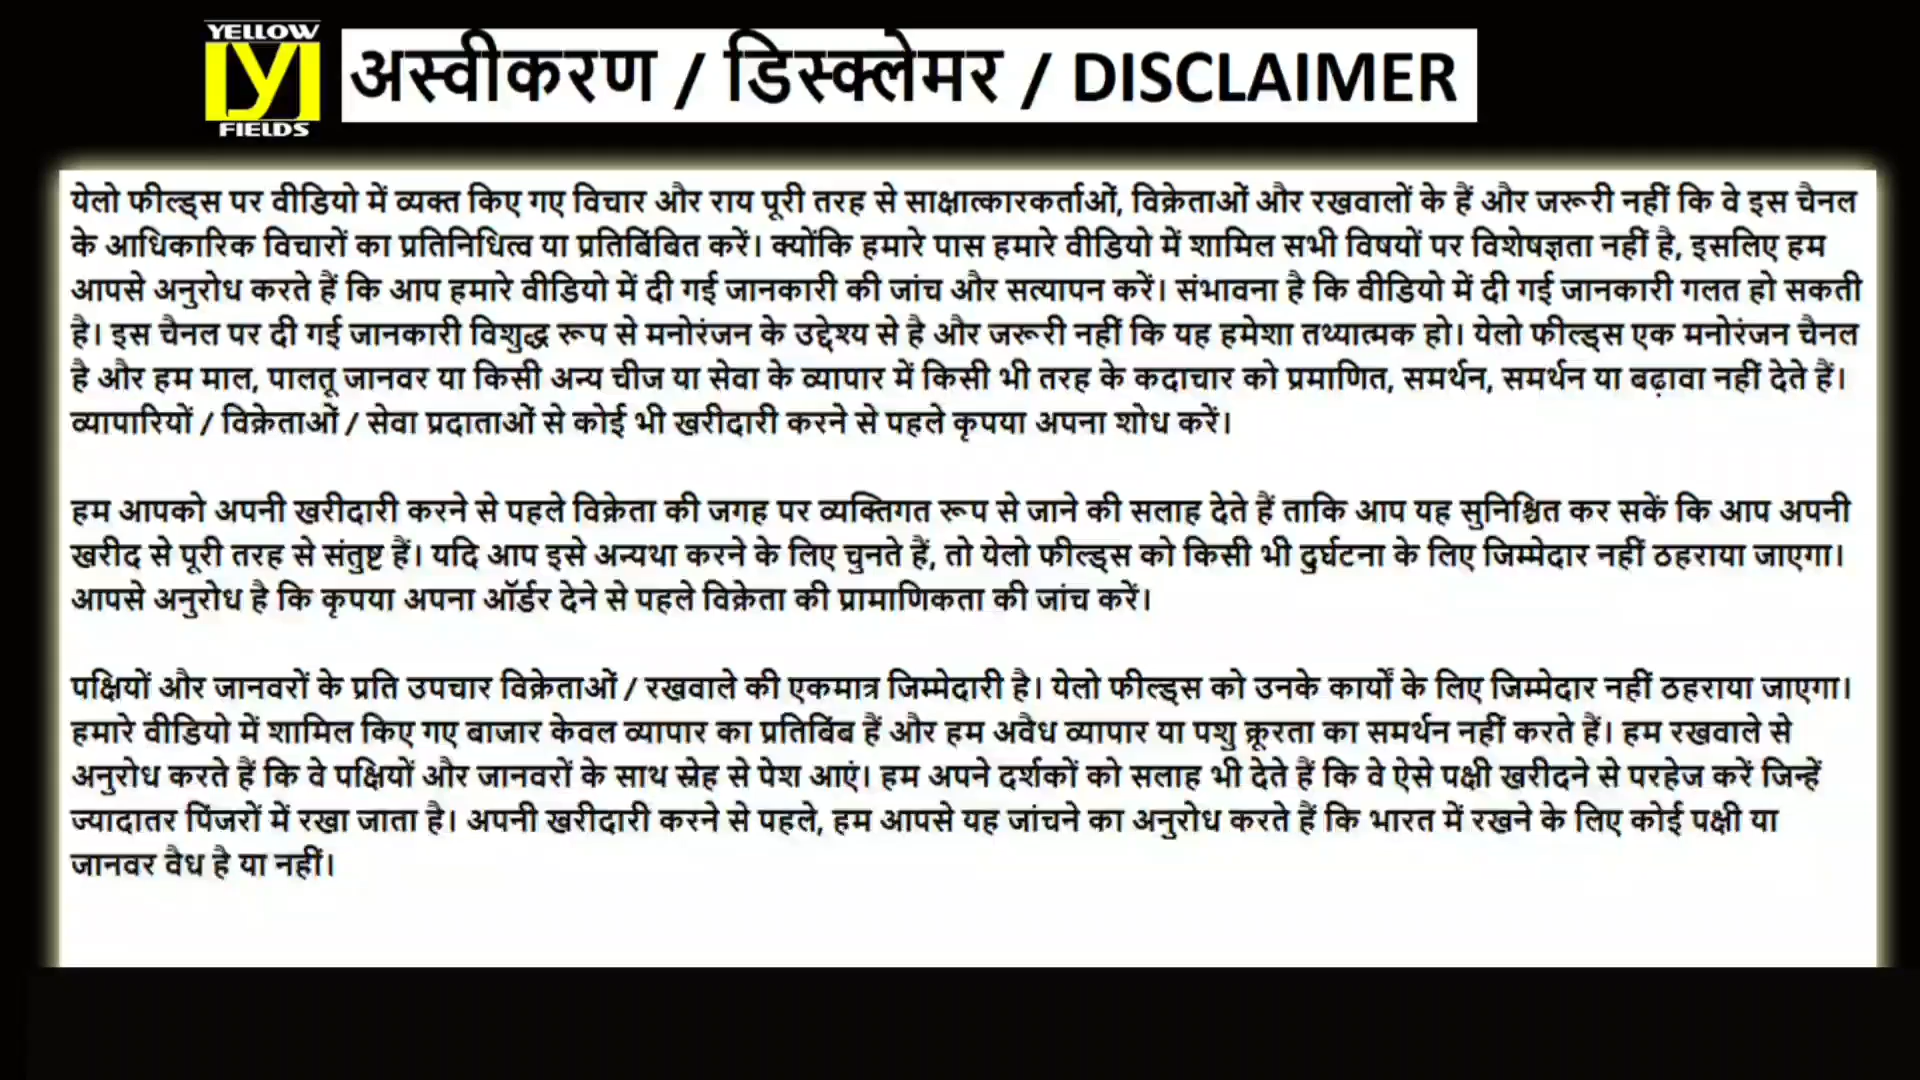 YELLOW
y
FIELDS
अस्वीकरण / डिस्क्लेमर / DISCLAIMER
येलो फील्ड्स पर वीडियो में व्यक्त किए गए विचार और राय पूरी तरह से साक्षात्कारकर्ताओं, विक्रेताओं और रखवालों के हैं और जरूरी नहीं कि वे इस चैनल
के आधिकारिक विचारों का प्रतिनिधित्व या प्रतिबिंबित करें। क्योंकि हमारे पास हमारे वीडियो में शामिल सभी विषयों पर विशेषज्ञता नहीं है, इसलिए हम
आपसे अनुरोध करते हैं कि आप हमारे वीडियो में दी गई जानकारी की जांच और सत्यापन करें। संभावना है कि वीडियो में दी गई जानकारी गलत हो सकती
है। इस चैनल पर दी गई जानकारी विशुद्ध रूप से मनोरंजन के उद्देश्य से है और जरूरी नहीं कि यह हमेशा तथ्यात्मक हो। येलो फील्ड्स एक मनोरंजन चैनल
है और हम माल, पालतू जानवर या किसी अन्य चीज या सेवा के व्यापार में किसी भी तरह के कदाचार को प्रमाणित, समर्थन, समर्थन या बढ़ावा नहीं देते हैं।
व्यापारियों / विक्रेताओं / सेवा प्रदाताओं से कोई भी खरीदारी करने से पहले कृपया अपना शोध करें।
हम आपको अपनी खरीदारी करने से पहले विक्रेता की जगह पर व्यक्तिगत रूप से जाने की सलाह देते हैं ताकि आप यह सुनिश्चित कर सकें कि आप अपनी
खरीद से पूरी तरह से संतुष्ट हैं। यदि आप इसे अन्यथा करने के लिए चुनते हैं, तो येलो फील्ड्स को किसी भी दुर्घटना के लिए जिम्मेदार नहीं ठहराया जाएगा।
आपसे अनुरोध है कि कृपया अपना ऑर्डर देने से पहले विक्रेता की प्रामाणिकता की जांच करें।
पक्षियों और जानवरों के प्रति उपचार विक्रेताओं / रखवाले की एकमात्र जिम्मेदारी है। येलो फील्ड्स को उनके कार्यों के लिए जिम्मेदार नहीं ठहराया जाएगा।
हमारे वीडियो में शामिल किए गए बाजार केवल व्यापार का प्रतिबिंब हैं और हम अवैध व्यापार या पशु क्रूरता का समर्थन नहीं करते हैं। हम रखवाले से
अनुरोध करते हैं कि वे पक्षियों और जानवरों के साथ स्नेह से पेश आएं। हम अपने दर्शकों को सलाह भी देते हैं कि वे ऐसे पक्षी खरीदने से परहेज करें जिन्हें
ज्यादातर पिंजरों में रखा जाता है। अपनी खरीदारी करने से पहले, हम आपसे यह जांचने का अनुरोध करते हैं कि भारत में रखने के लिए कोई पक्षी या
जानवर वैध है या नहीं।